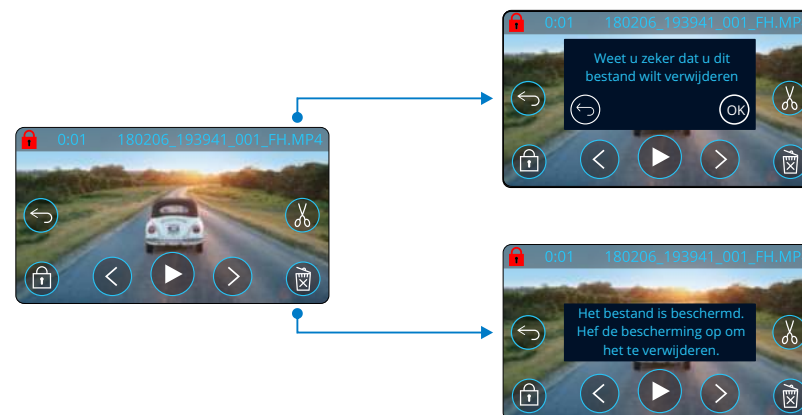 0:01 180206_193941_001_FH.MP
Weet u zeker dat u dit
bestand wilt verwijderen
OK
0:01 180206_193941_001_FH.MP4
0:01 180206_193941_001_FH.MP
Het bestand is beschermd.
Hef de bescherming op om
het te verwijderen.